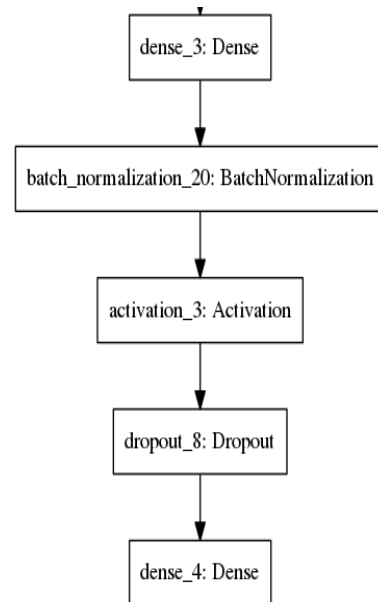 dense_3: Dense
batch_normalization_20: BatchNormalization
activation_3: Activation
dropout_8: Dropout
dense_4: Dense